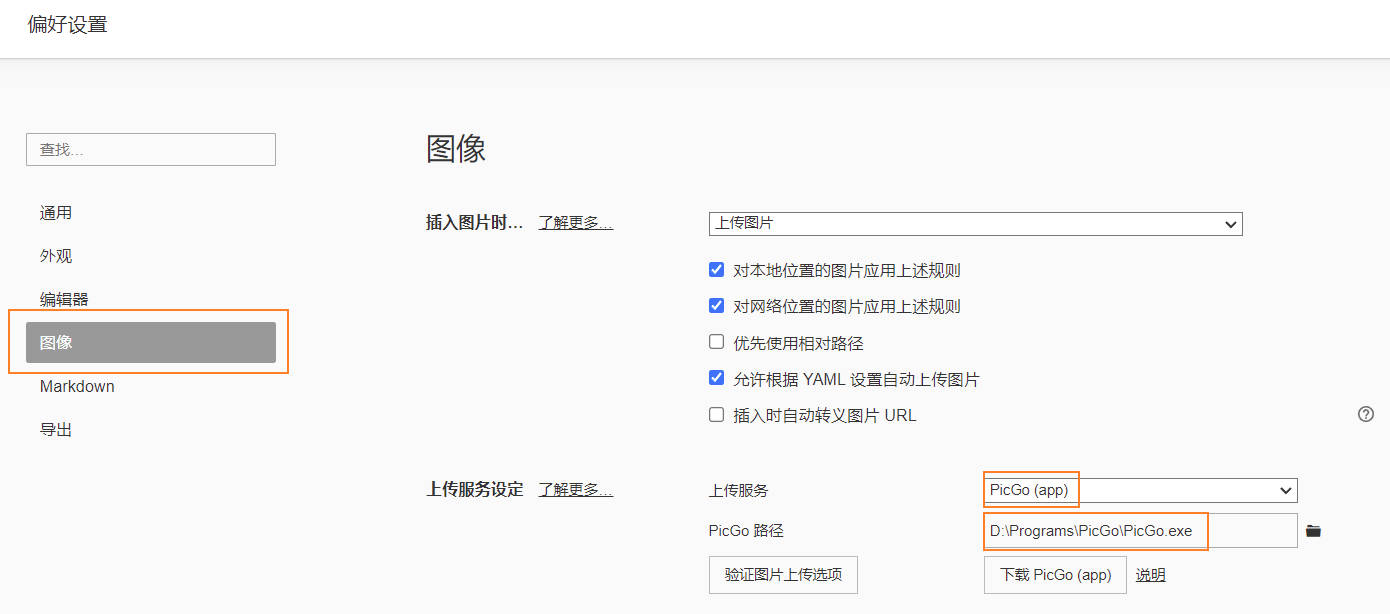 偏好设置
查找...
通用
外观
编辑器
图像
Markdown
导出
图像
插入图片时... 了解更多... 上传图片
对本地位置的图片应用上述规则
对网络位置的图片应用上述规则
优先使用相对路径
允许根据 YAML 设置自动上传图片
插入时自动转义图片 URL
上传服务设定 了解更多... 上传服务 PicGo (app)
PicGo 路径 D:\Programs\PicGo\PicGo.exe
验证图片上传选项 下载 PicGo (app) 说明